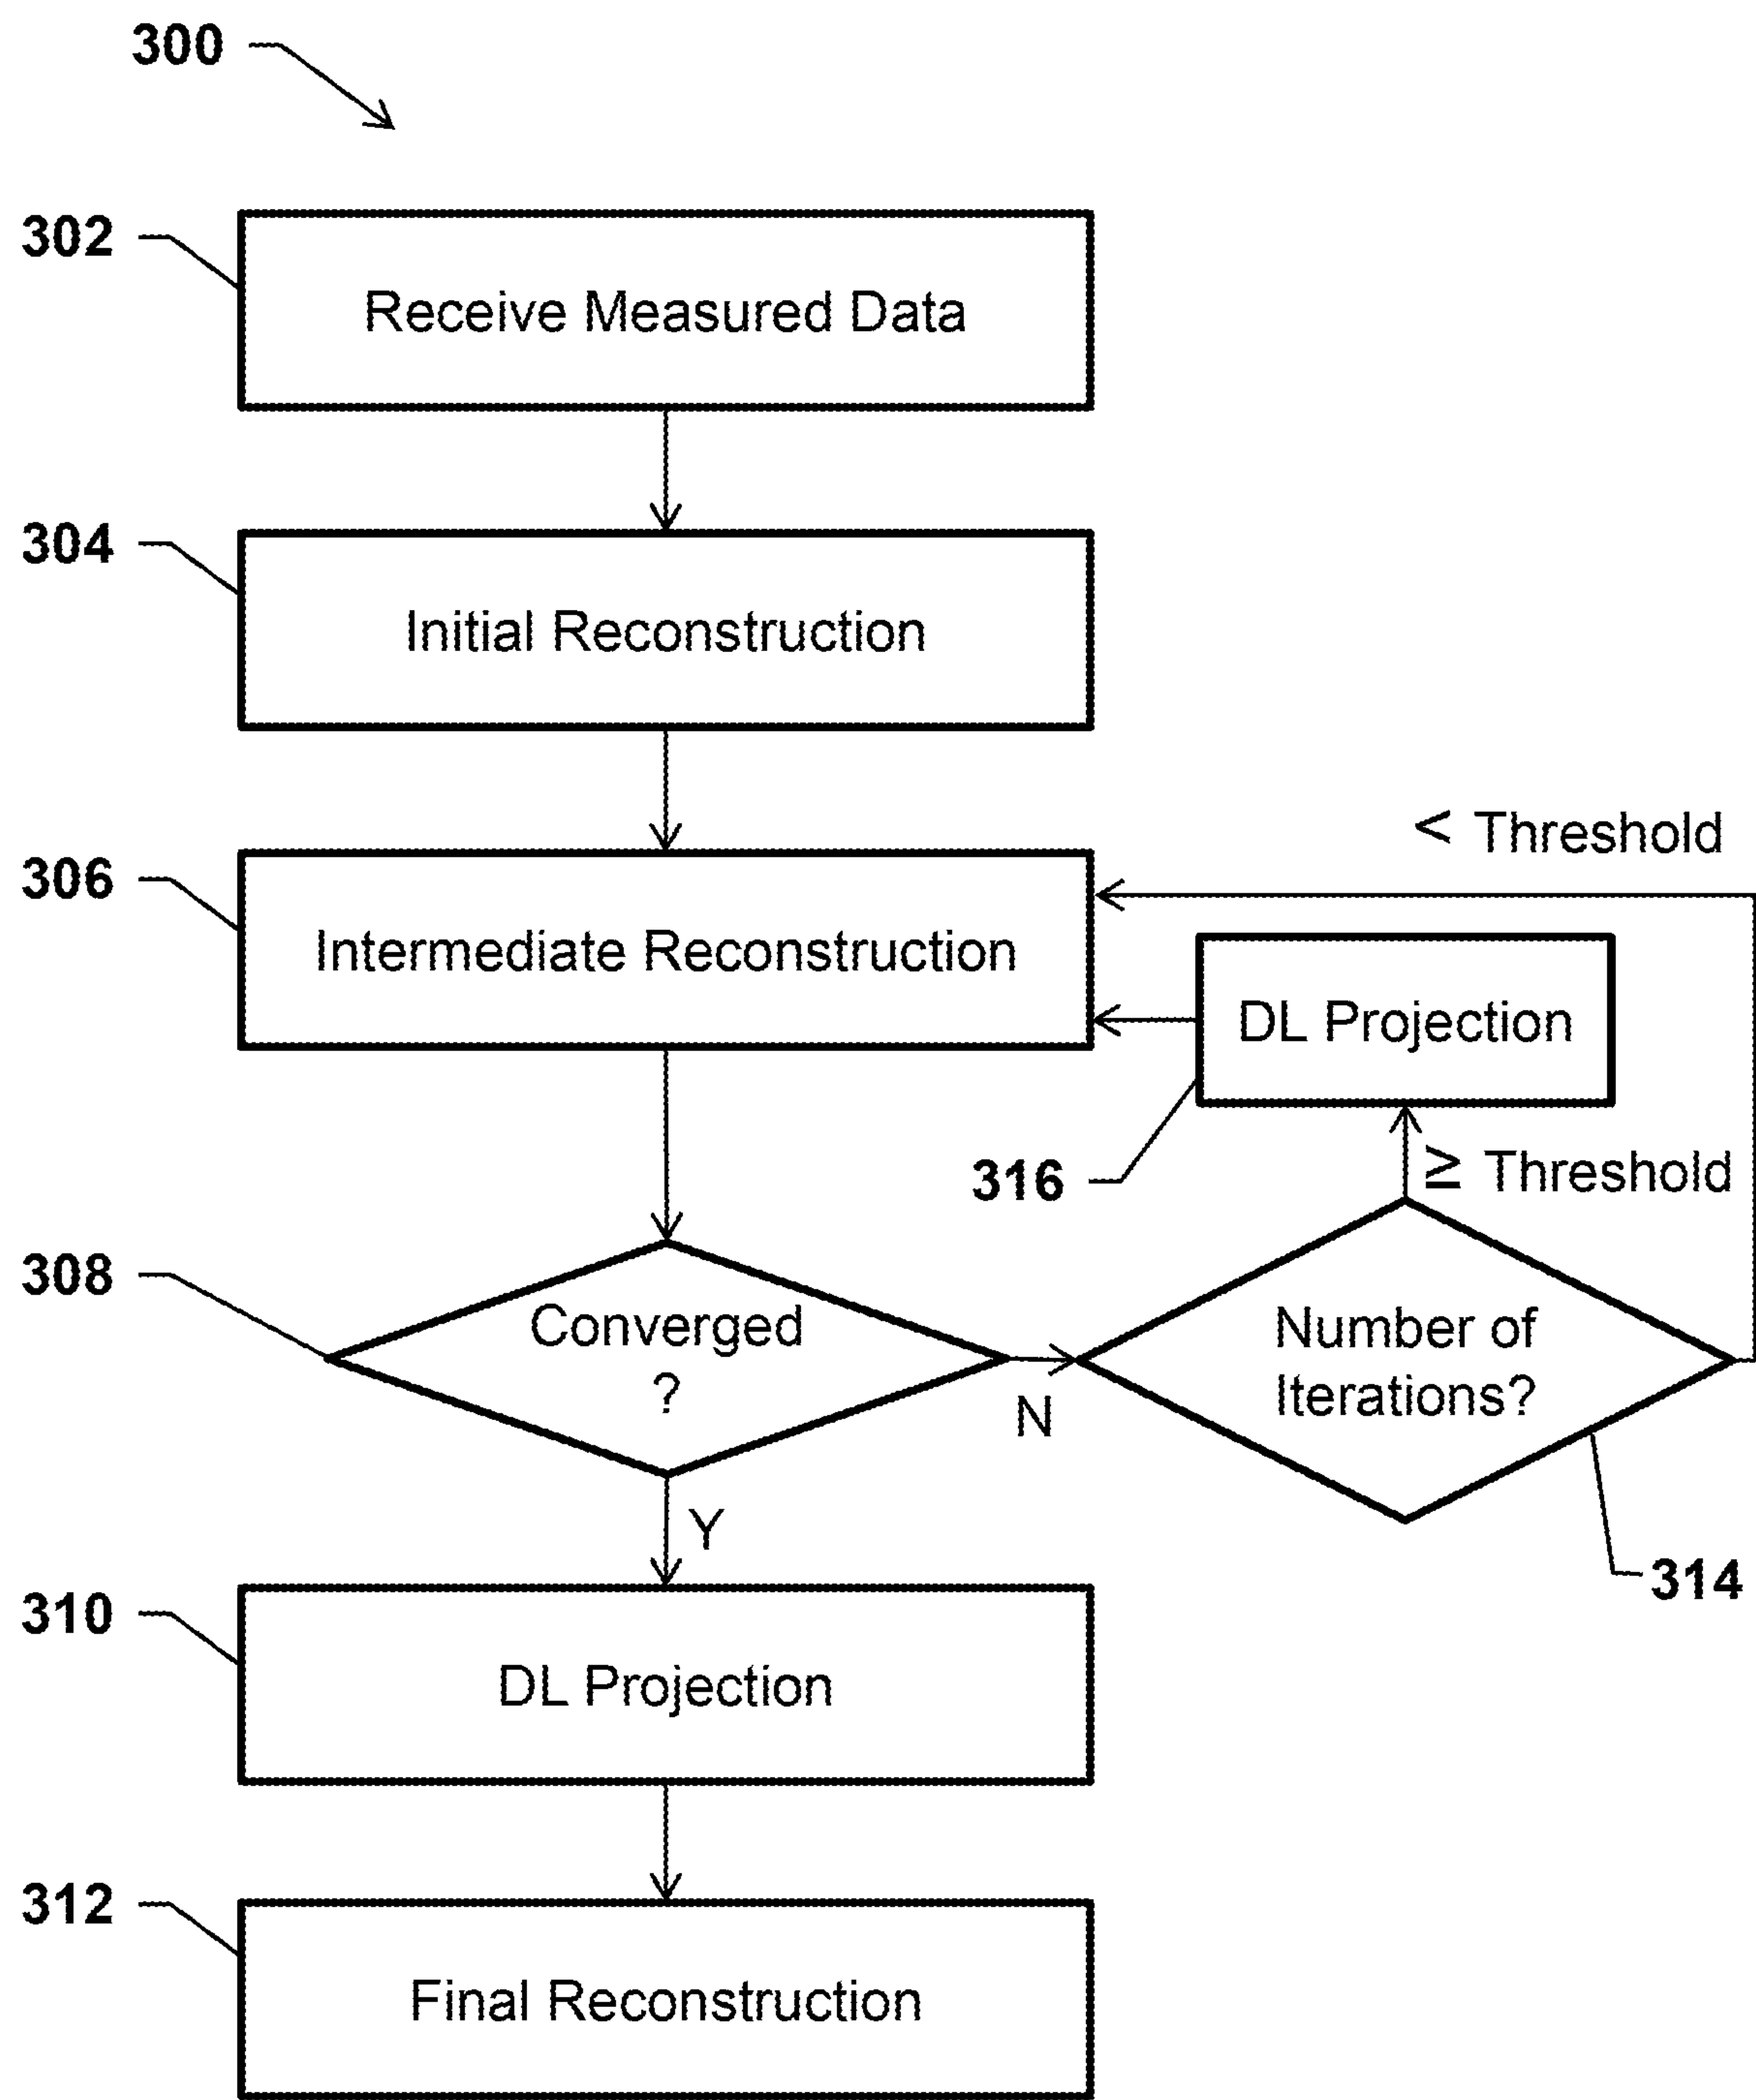 300
302
Receive Measured Data
304
Initial Reconstruction
< Threshold
306
Intermediate Reconstruction
DL Projection
316
≥ Threshold
308
Converged
?
N
Number of
Iterations?
Y
314
310
DL Projection
312
Final Reconstruction